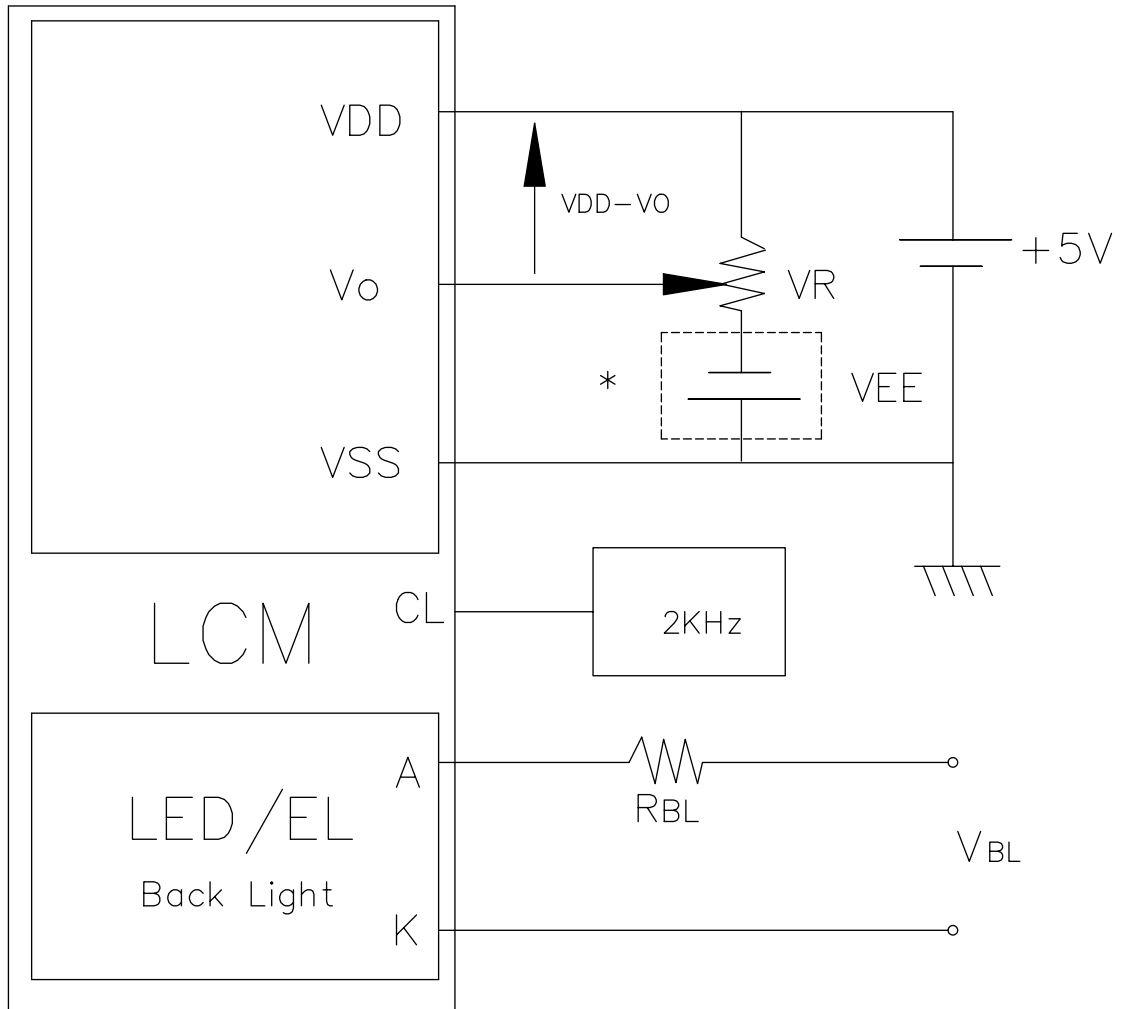 VDD
VDD-VO
+5V
Vo
VR
*
VEE
VSS
CL
2KHz
LCM
A
RBL
LED/EL
VBL
Back Light
K